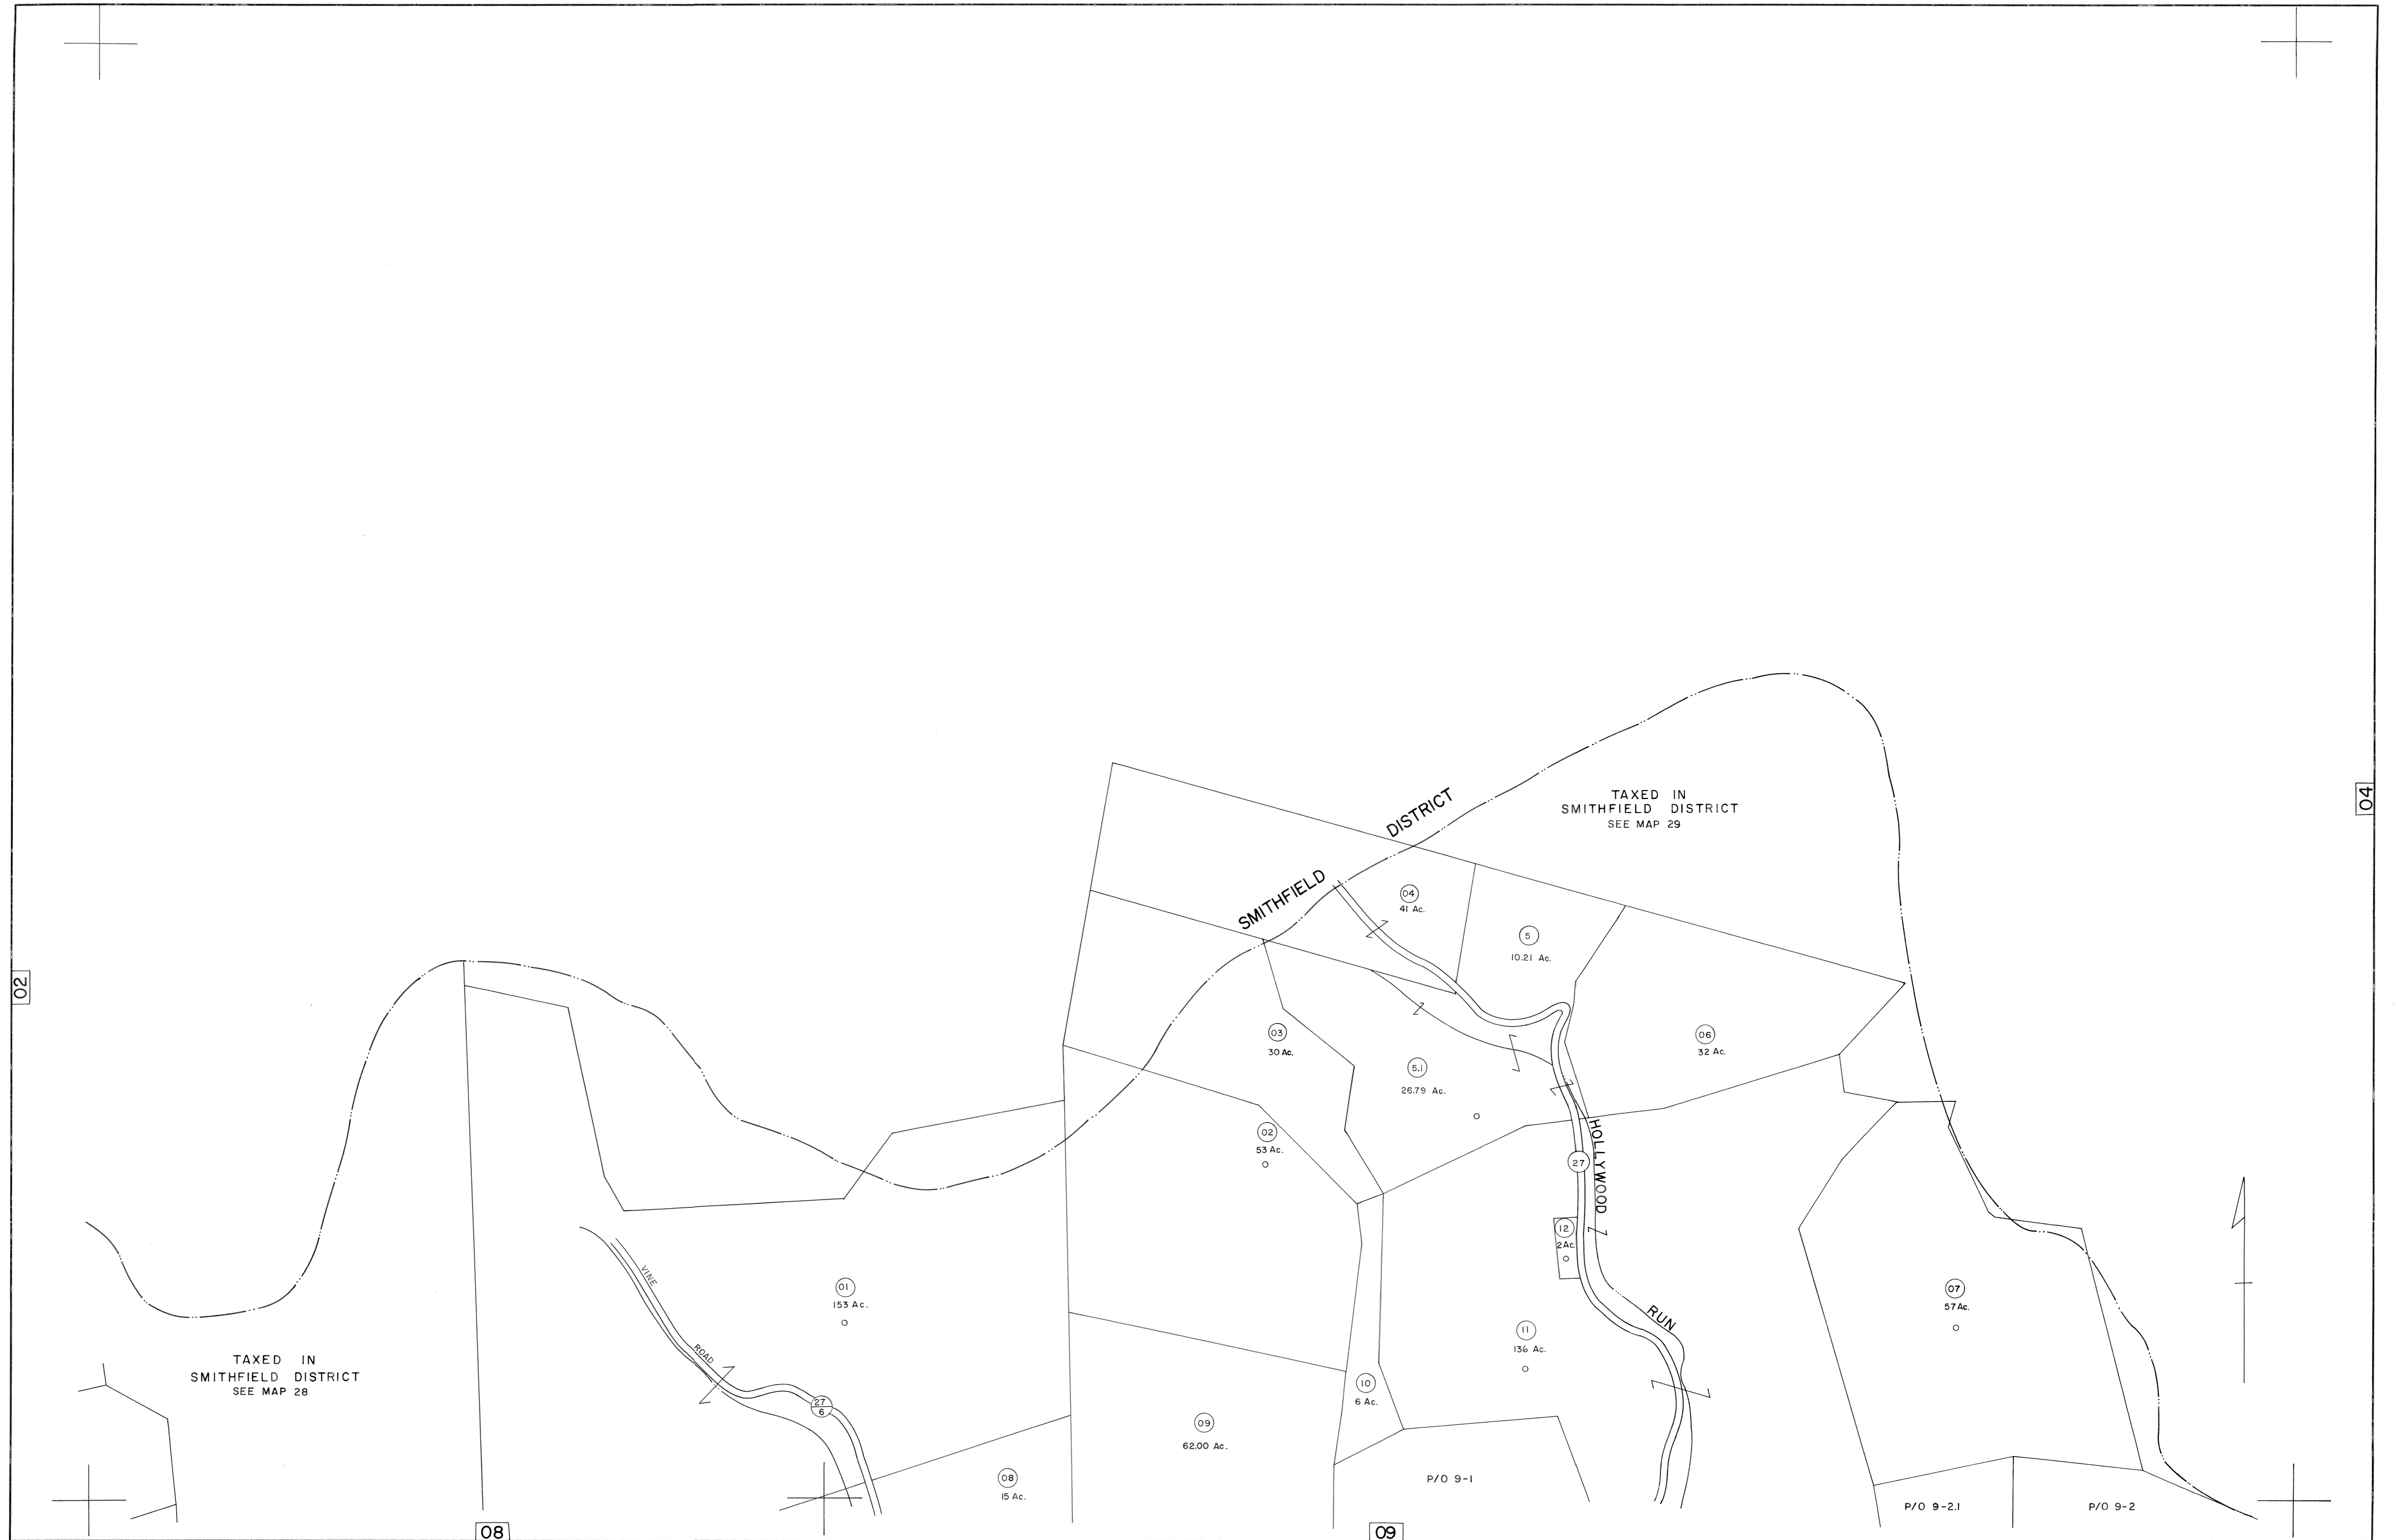 TAXED IN
SMITHFIELD DISTRICT
SEE MAP 29
04
SMITHFIELD DISTRICT
04
41 Ac.
5
10.21 Ac.
02
03
30 Ac.
06
32 Ac.
5.1
26.79 Ac.
02
53 Ac.
27
HOLLYWOOD RUN
12
2 Ac.
01
153 Ac.
VINE ROAD
07
57 Ac.
11
136 Ac.
TAXED IN
SMITHFIELD DISTRICT
SEE MAP 28
10
6 Ac.
27
6
09
62.00 Ac.
08
15 Ac.
P/O 9-1
P/O 9-2.1
P/O 9-2
08
09